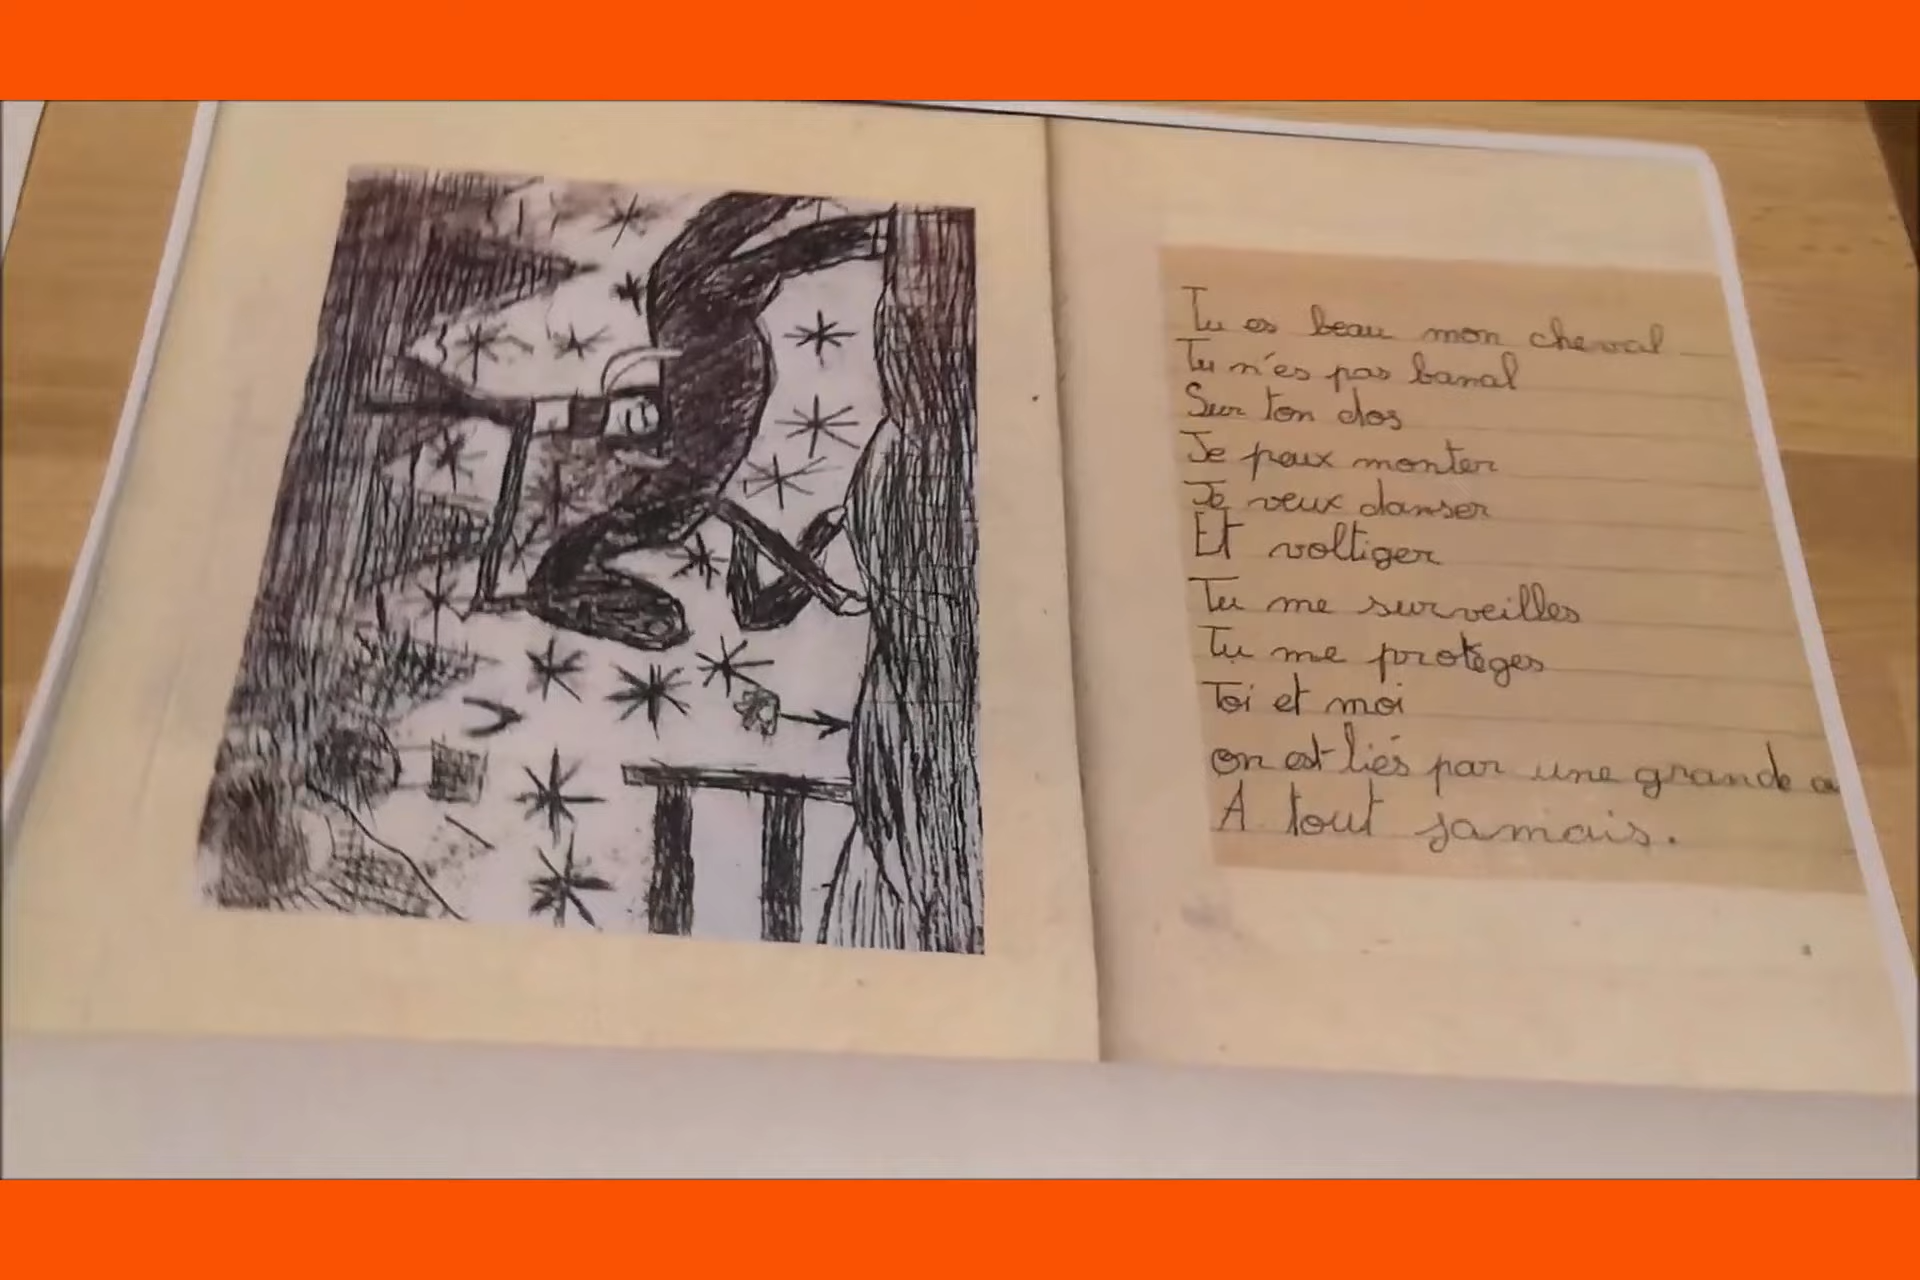 Tu es beau mon cheval
Tu n'es pas banal
Sur ton dos
Je peux monter
Je veux danser
Et voltiger
Tu me surveilles
Tu me protèges
Toi et moi
on est liés par une grande
A tout jamais.